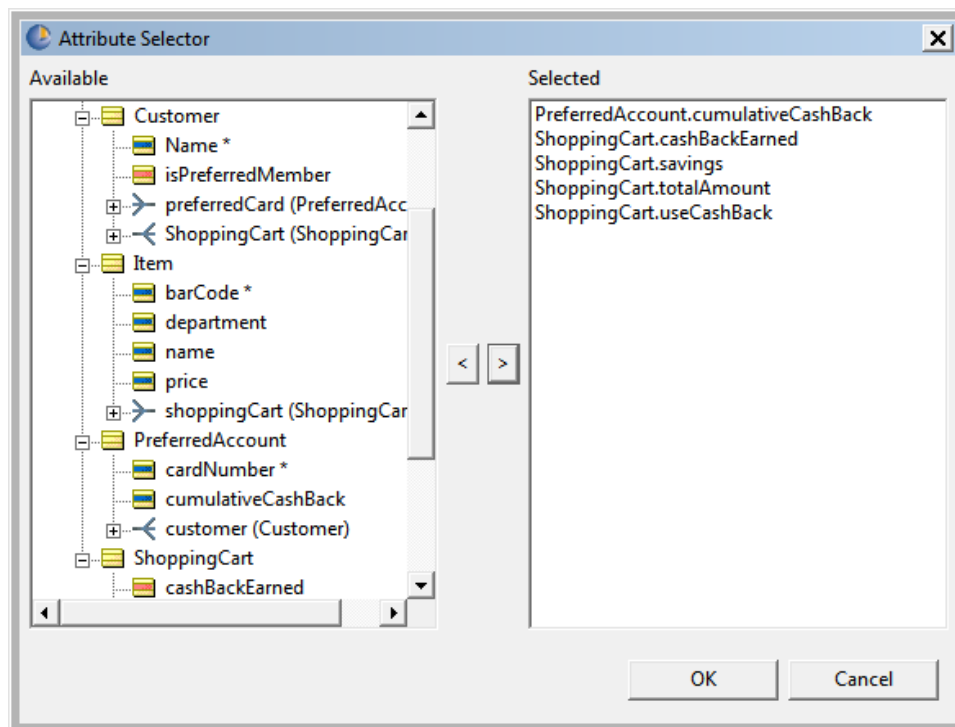 Attribute Selector
Available
Customer
Name *
isPreferredMember
preferredCard (PreferredAcc
ShoppingCart (ShoppingCar
Item
barCode *
department
name
price
shoppingCart (ShoppingCar
PreferredAccount
cardNumber *
cumulativeCashBack
customer (Customer)
ShoppingCart
cashBackEarned
<
>
Selected
PreferredAccount.cumulativeCashBack
ShoppingCart.cashBackEarned
ShoppingCart.savings
ShoppingCart.totalAmount
ShoppingCart.useCashBack
OK
Cancel